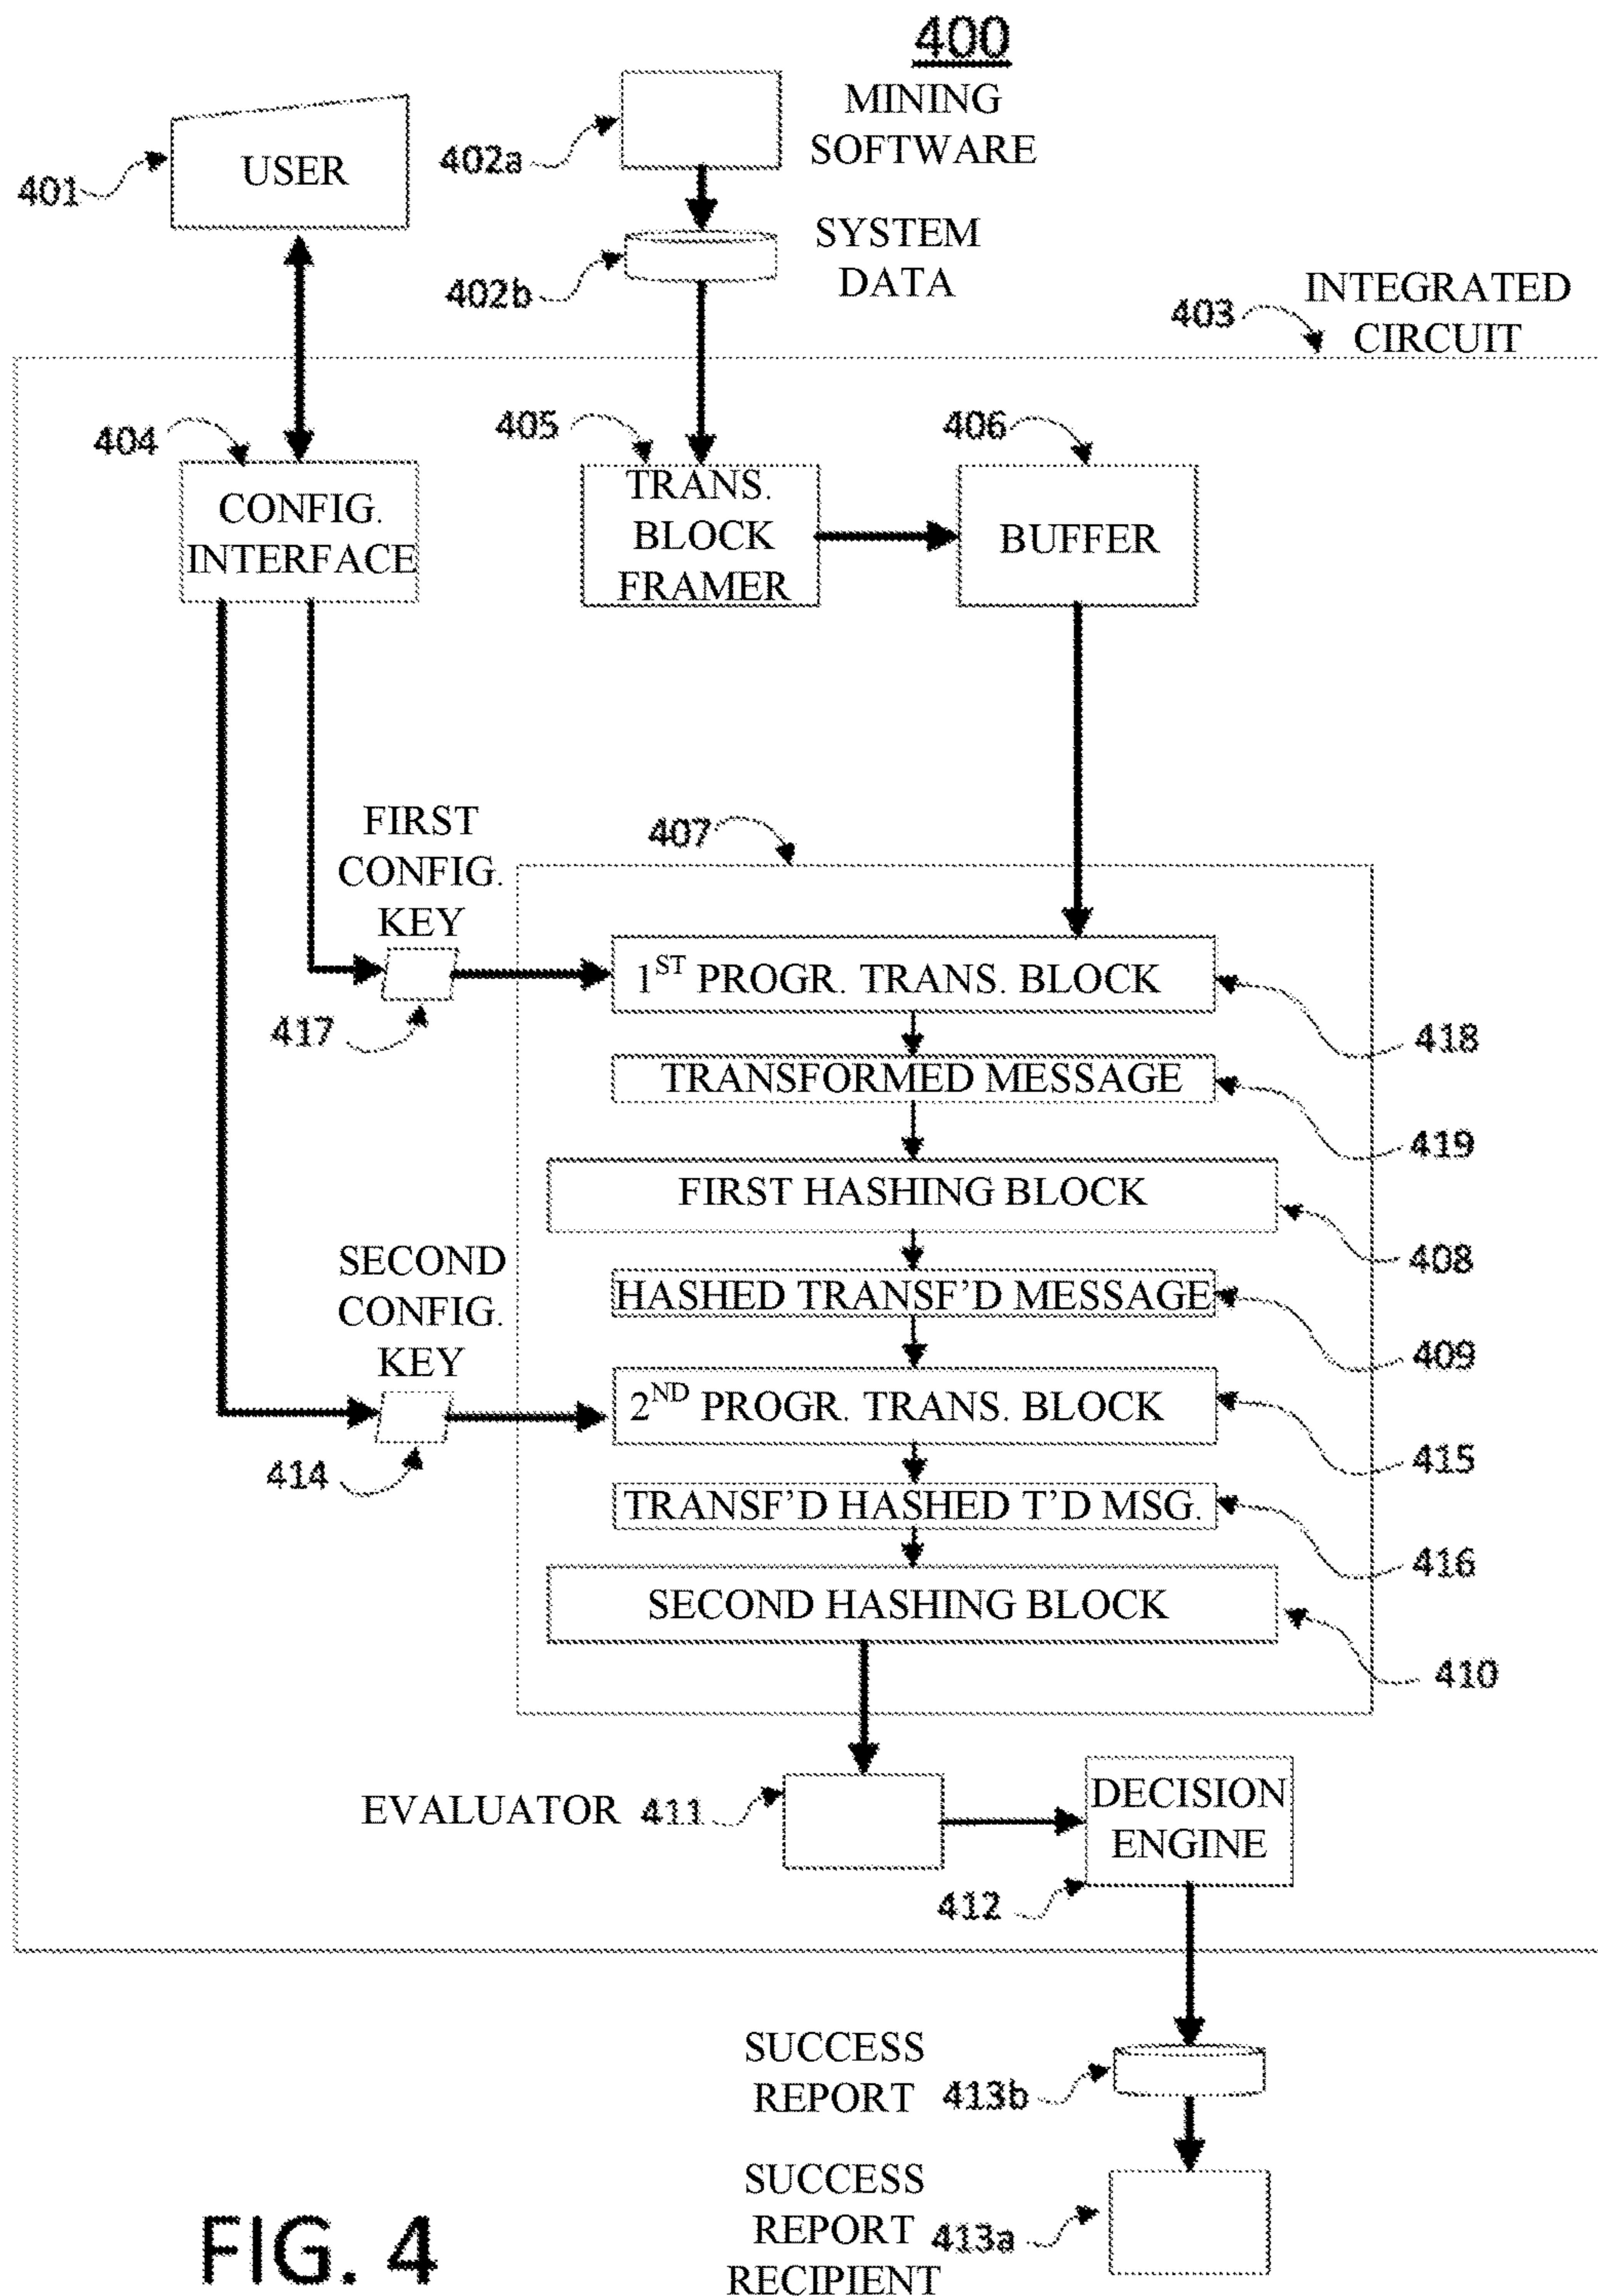 400
MINING
SOFTWARE
402a
USER
401
SYSTEM
DATA
402b
INTEGRATED
CIRCUIT
403
404
CONFIG.
INTERFACE
405
TRANS.
BLOCK
FRAMER
406
BUFFER
FIRST
CONFIG.
KEY
417
407
1ST PROGR. TRANS. BLOCK
418
TRANSFORMED MESSAGE
419
FIRST HASHING BLOCK
408
HASHED TRANSF'D MESSAGE
409
SECOND
CONFIG.
KEY
414
2ND PROGR. TRANS. BLOCK
415
TRANSF'D HASHED T'D MSG.
416
SECOND HASHING BLOCK
410
EVALUATOR 411
DECISION
ENGINE
412
SUCCESS
REPORT 413b
SUCCESS
REPORT 413a
RECIPIENT
FIG. 4